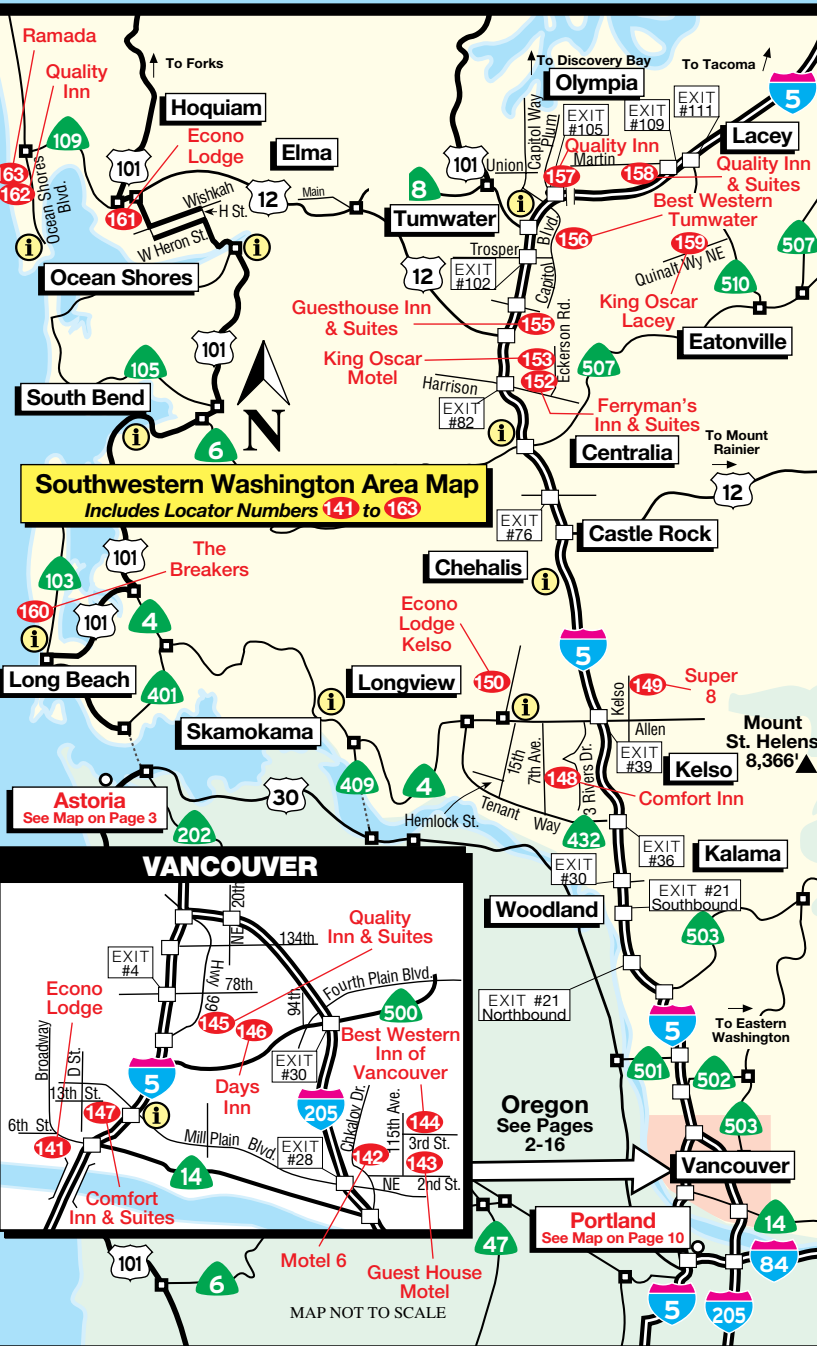 Ramada
Quality
Inn
To Forks
Hoquiam
109
Econo
Lodge
Elma
101
163
162
Ocean Shores
Blvd.
161
Wishkah
H St.
12
Main
W Heron St.
i
i
Ocean Shores
To Discovery Bay
To Tacoma
Olympia
5
EXIT
#105
EXIT
#109
EXIT
#111
Capitol Way
Plum
Lacey
101
Union
Quality Inn
Martin
157
158
Quality Inn
& Suites
8
i
Best Western
Tumwater
Tumwater
156
Trosper
Capitol Blvd.
159
507
Quinalt Wy NE
EXIT
#102
12
510
King Oscar
Lacey
Guesthouse Inn
& Suites
155
Eckerson Rd.
Eatonville
101
King Oscar
Motel
153
507
105
152
Harrison
South Bend
N
EXIT
#82
Ferryman's
Inn & Suites
i
6
i
Centralia
To Mount
Rainier
12
Southwestern Washington Area Map
Includes Locator Numbers 141 to 163
EXIT
#76
Castle Rock
101
The
Breakers
Chehalis
i
103
160
101
4
Econo
Lodge
Kelso
i
5
Long Beach
401
Longview
150
Kelso
149
Super
8
i
i
Skamokama
Allen
Mount
St. Helens
8,366'
EXIT
#39
Kelso
15th
7th Ave.
3 Rivers Dr.
148
Comfort Inn
409
4
30
Astoria
See Map on Page 3
Hemlock St.
Tenant Way
432
202
EXIT
#36
Kalama
EXIT
#30
EXIT #21
Southbound
Woodland
503
EXIT #21
Northbound
5
To Eastern
Washington
501
502
503
Oregon
See Pages
2-16
Vancouver
14
Portland
See Map on Page 10
84
5
205
47
VANCOUVER
20th
NE
Quality
Inn & Suites
134th
EXIT
#4
Hwy 99
78th
94th
Fourth Plain Blvd.
500
Econo
Lodge
145
146
Best Western
Inn of
Vancouver
Broadway
D St.
EXIT
#30
Days
Inn
5
13th St.
147
i
205
Chkalov Dr.
115th Ave.
144
6th St.
141
Mill Plain Blvd.
EXIT
#28
142
3rd St.
143
14
NE 2nd St.
Comfort
Inn & Suites
Motel 6
Guest House
Motel
101
6
MAP NOT TO SCALE